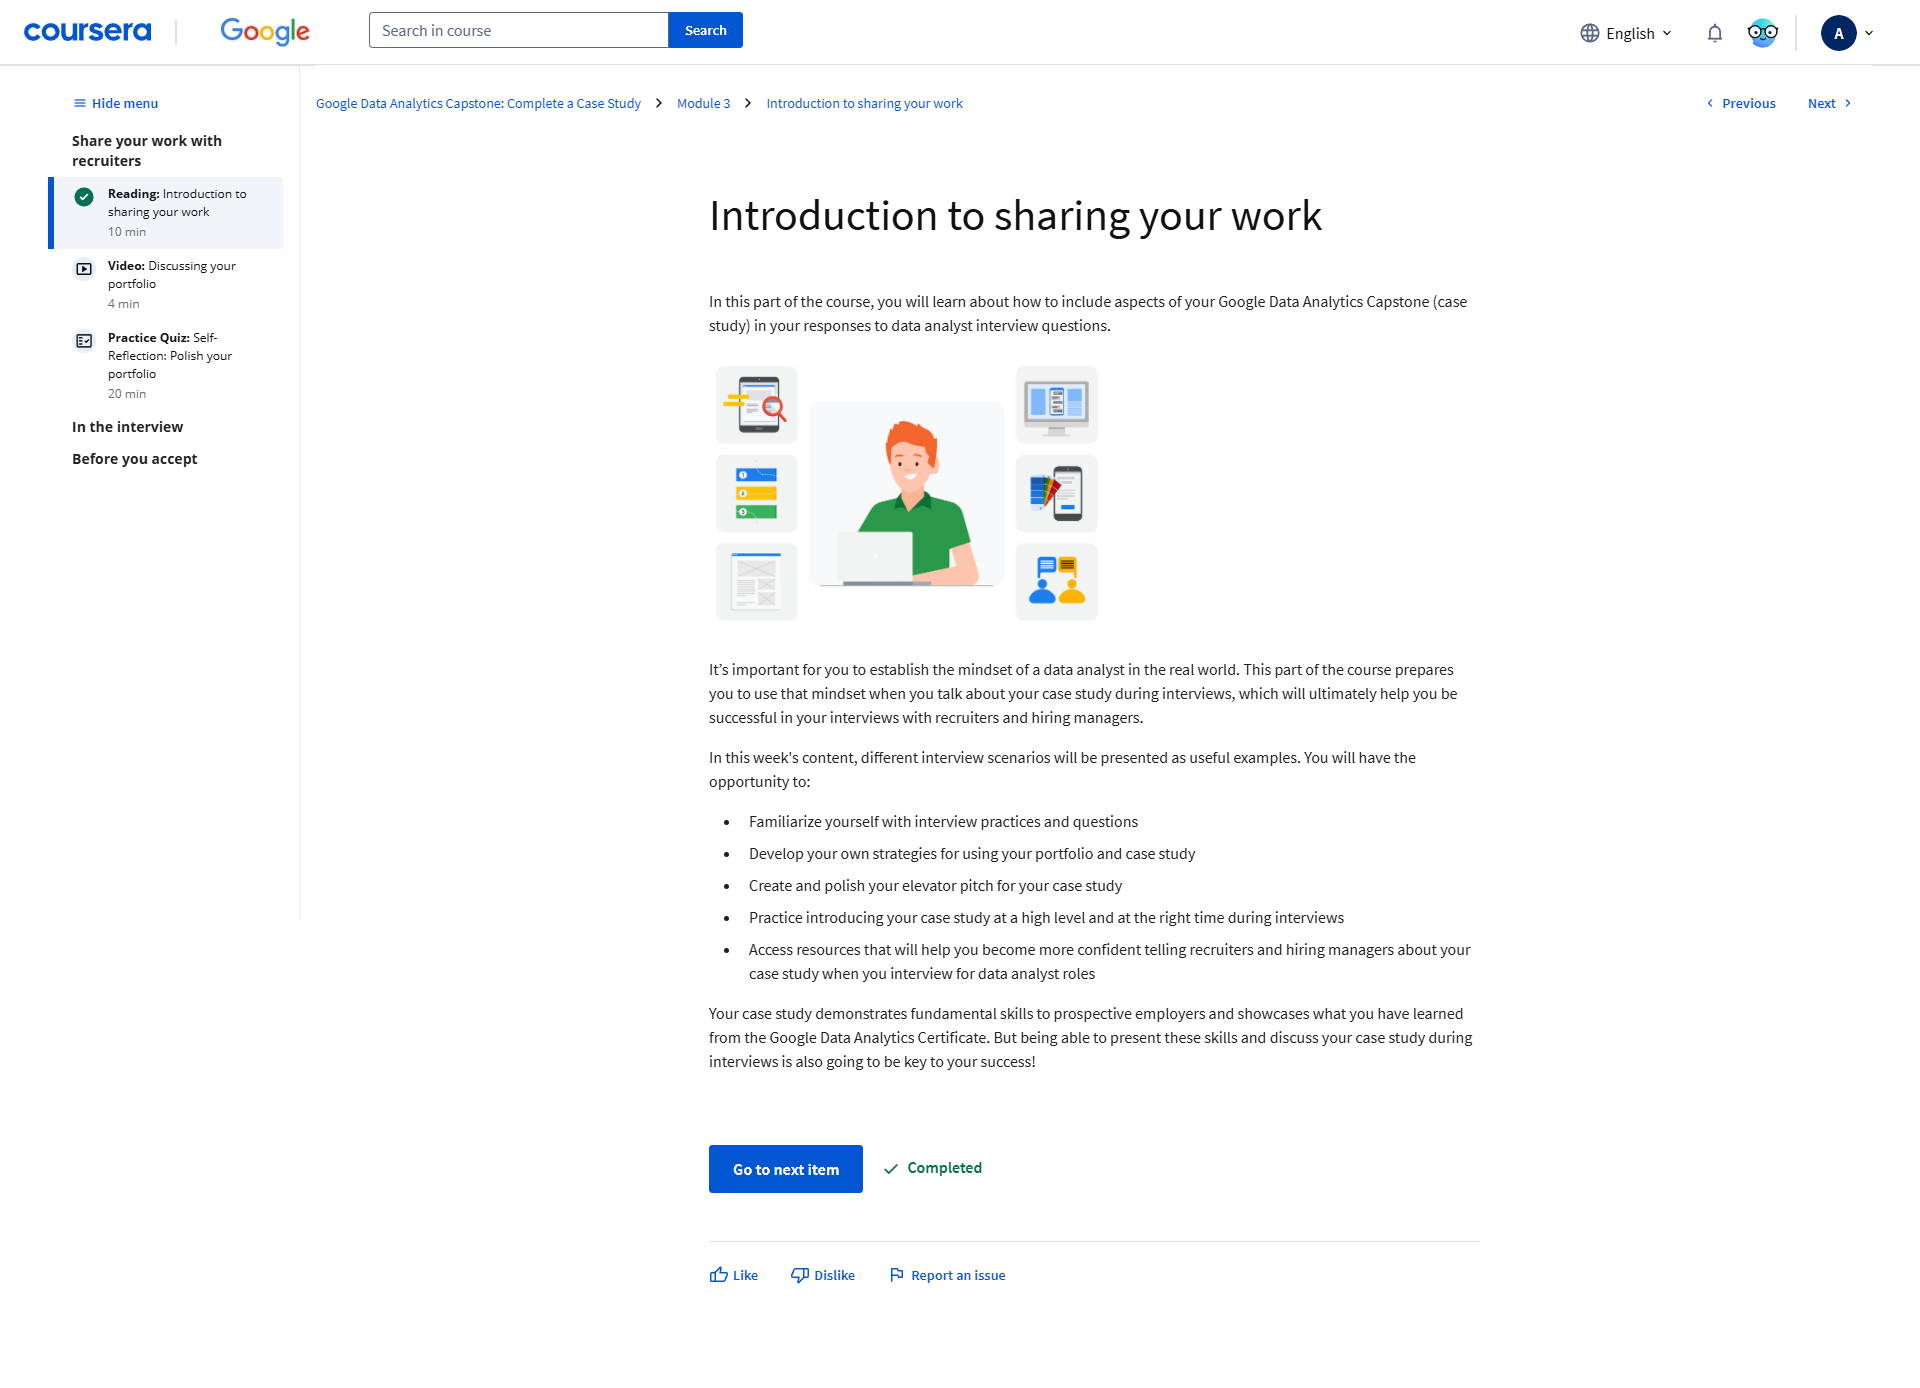 coursera
Google
Search in course
Search
English
A
Hide menu
Google Data Analytics Capstone: Complete a Case Study
Module 3
Introduction to sharing your work
Previous
Next
Share your work with
recruiters
Reading: Introduction to
sharing your work
10 min
Video: Discussing your
portfolio
4 min
Practice Quiz: Self-
Reflection: Polish your
portfolio
20 min
In the interview
Before you accept
Introduction to sharing your work
In this part of the course, you will learn about how to include aspects of your Google Data Analytics Capstone (case
study) in your responses to data analyst interview questions.
1
2
3
It’s important for you to establish the mindset of a data analyst in the real world. This part of the course prepares
you to use that mindset when you talk about your case study during interviews, which will ultimately help you be
successful in your interviews with recruiters and hiring managers.
In this week's content, different interview scenarios will be presented as useful examples. You will have the
opportunity to:
• Familiarize yourself with interview practices and questions
• Develop your own strategies for using your portfolio and case study
• Create and polish your elevator pitch for your case study
• Practice introducing your case study at a high level and at the right time during interviews
• Access resources that will help you become more confident telling recruiters and hiring managers about your
case study when you interview for data analyst roles
Your case study demonstrates fundamental skills to prospective employers and showcases what you have learned
from the Google Data Analytics Certificate. But being able to present these skills and discuss your case study during
interviews is also going to be key to your success!
Go to next item
Completed
Like
Dislike
Report an issue